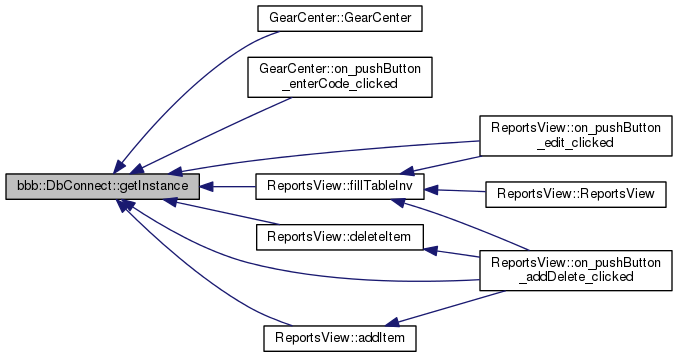 GearCenter::GearCenter
GearCenter::on_pushButton
_enterCode_clicked
ReportsView::on_pushButton
_edit_clicked
bbb::DbConnect::getInstance
ReportsView::fillTableInv
ReportsView::ReportsView
ReportsView::deleteItem
ReportsView::on_pushButton
_addDelete_clicked
ReportsView::addItem